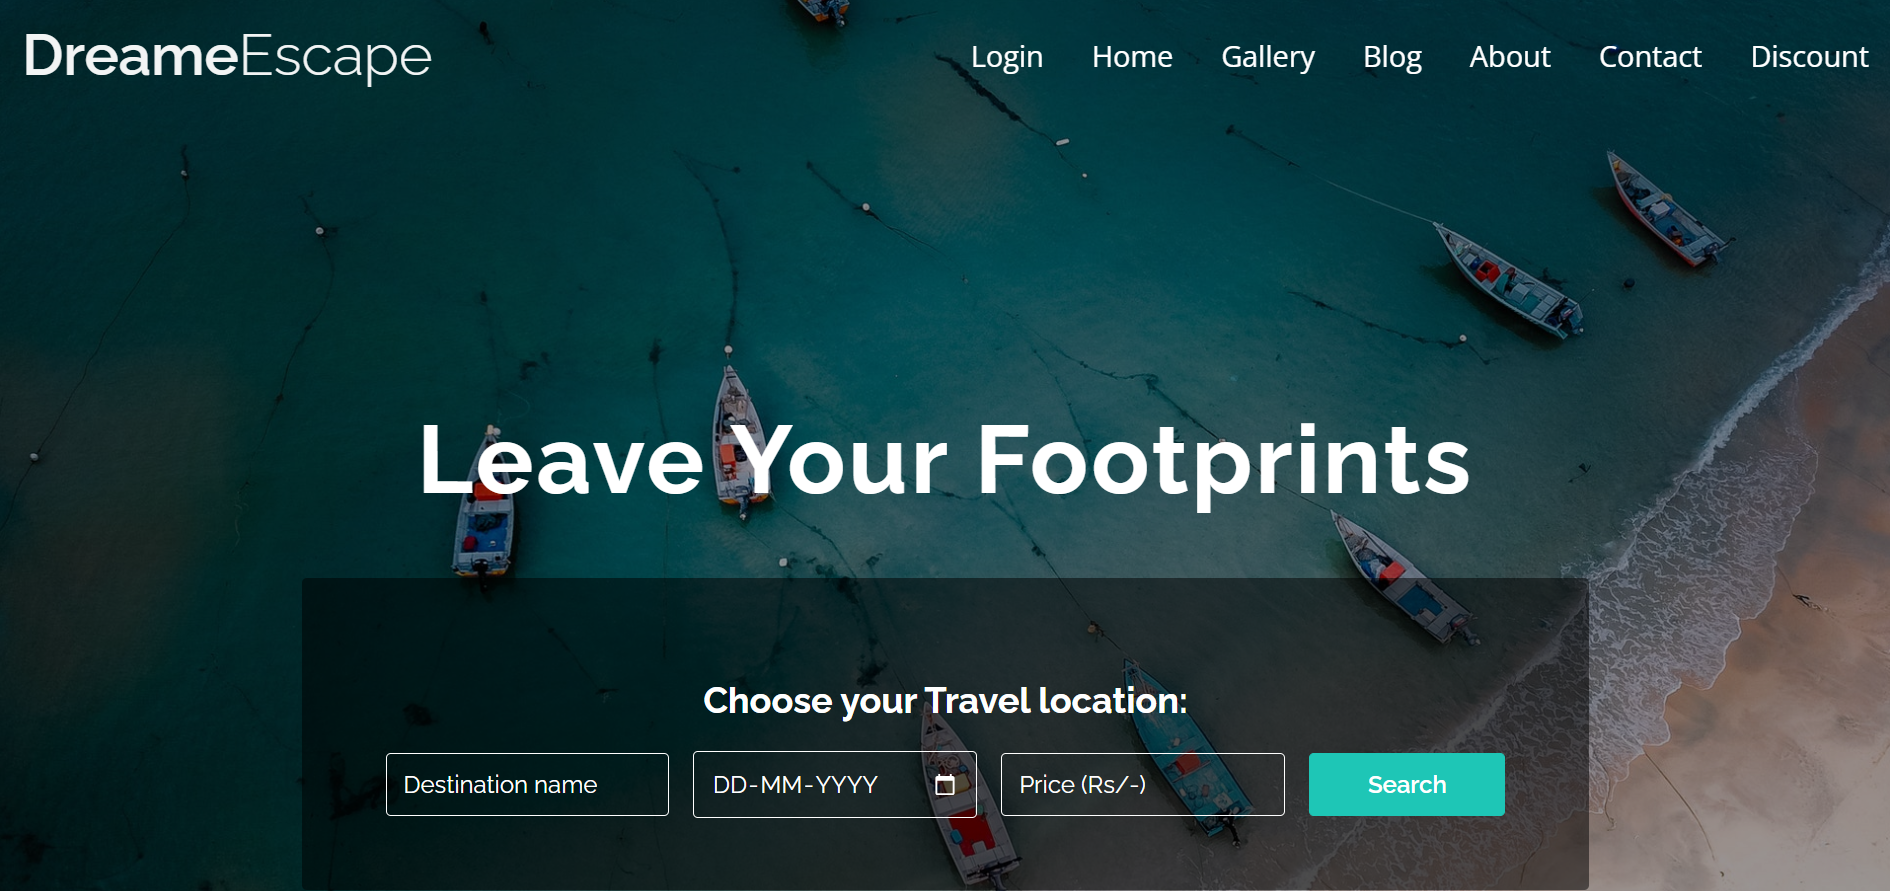 DreameEscape
Login Home Gallery Blog About Contact Discount
Leave Your Footprints
Choose your Travel location:
Destination name DD-MM-YYYY Price (Rs/-) Search